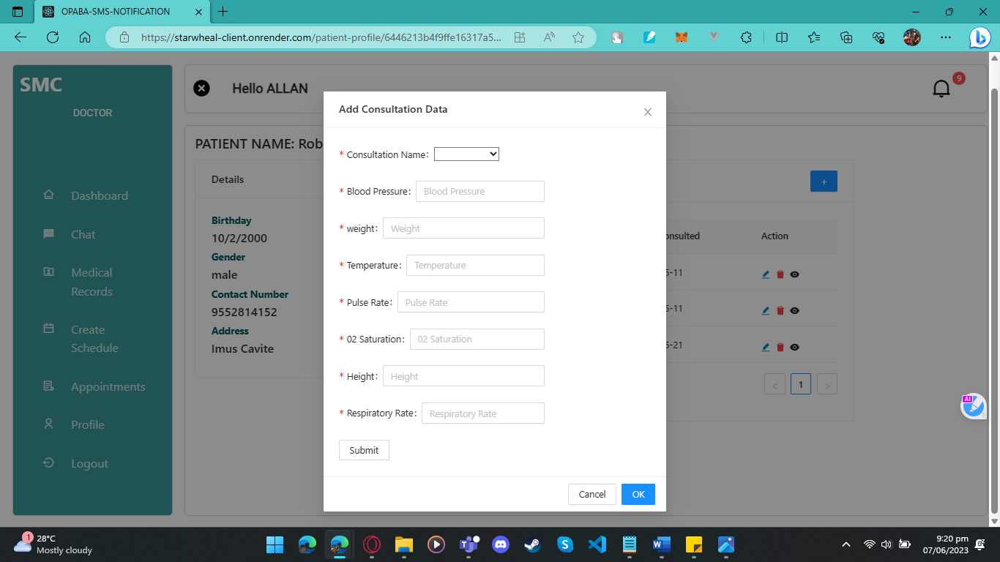 OPABA-SMS-NOTIFICATION
https://starwheal-client.onrender.com/patient-profile/6446213b4f9ffe16317a5...
SMC
DOCTOR
Dashboard
Chat
Medical
Records
Create
Schedule
Appointments
Profile
Logout
Hello ALLAN
9
PATIENT NAME: Rob
Details
Birthday
10/2/2000
Gender
male
Contact Number
9552814152
Address
Imus Cavite
Add Consultation Data
* Consultation Name:
* Blood Pressure: Blood Pressure
* weight: Weight
* Temperature: Temperature
* Pulse Rate: Pulse Rate
* 02 Saturation: 02 Saturation
* Height: Height
* Respiratory Rate: Respiratory Rate
Submit
Cancel OK
+
onsulted Action
5-11
5-11
5-21
< 1 >
AI
1
28°C
Mostly cloudy
9:20 pm
07/06/2023